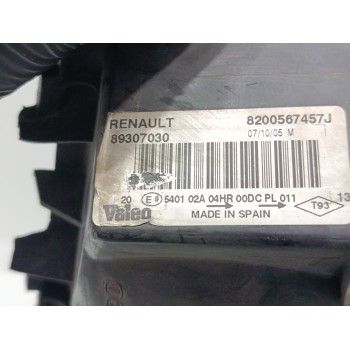 RENAULT 8200567457J
89307030 07/10/05 M
20 E9 5401 02A 04HR 00DC PL 011 T93 13
Valeo MADE IN SPAIN